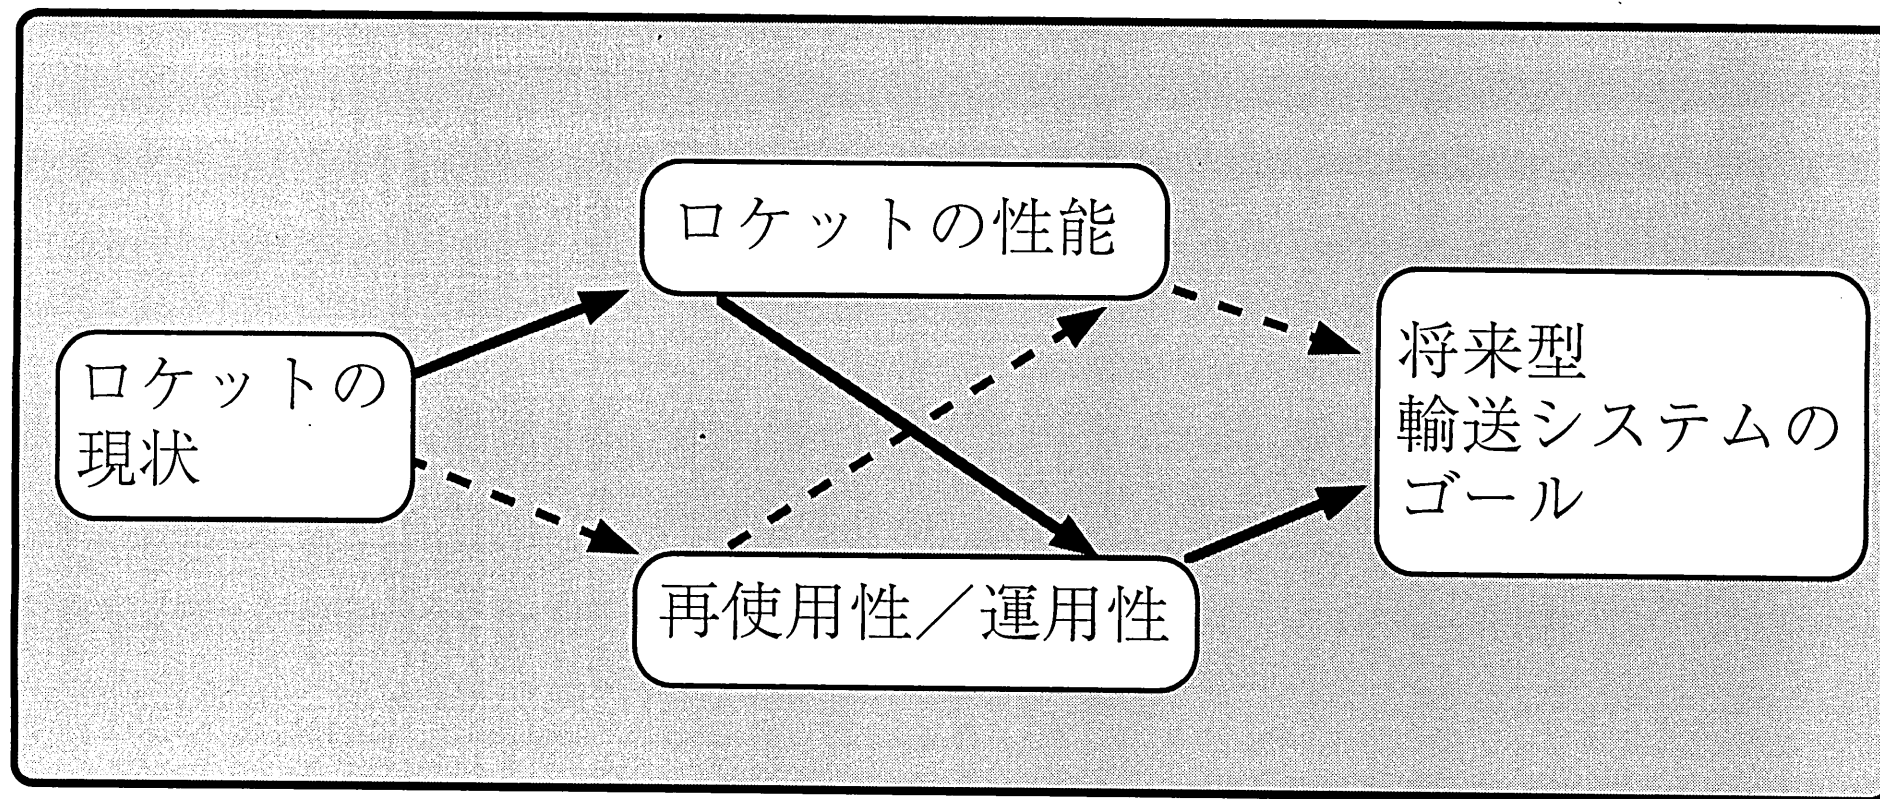 ロケットの性能
ロケットの
現状
将来型
輸送システムの
ゴール
再使用性／運用性